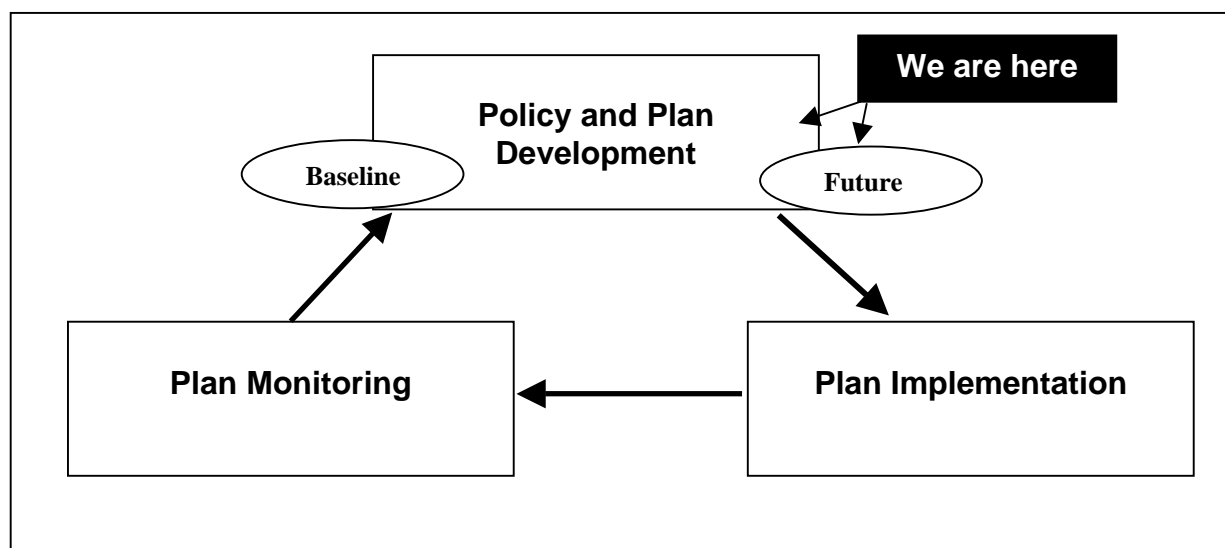 We are here
Policy and Plan
Development
Baseline
Future
Plan Monitoring
Plan Implementation